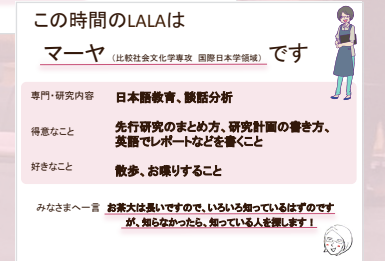 この時間のLALAは
マーヤ（比較社会文化学専攻　国際日本学領域）です
専門・研究内容　日本語教育、談話分析
得意なこと　先行研究のまとめ方、研究計画の書き方、
英語でレポートなどを書くこと
好きなこと　散歩、お喋りすること
みなさまへ一言　お茶大は長いですので、いろいろ知っているはずのです
が、知らなかったら、知っている人を探します！